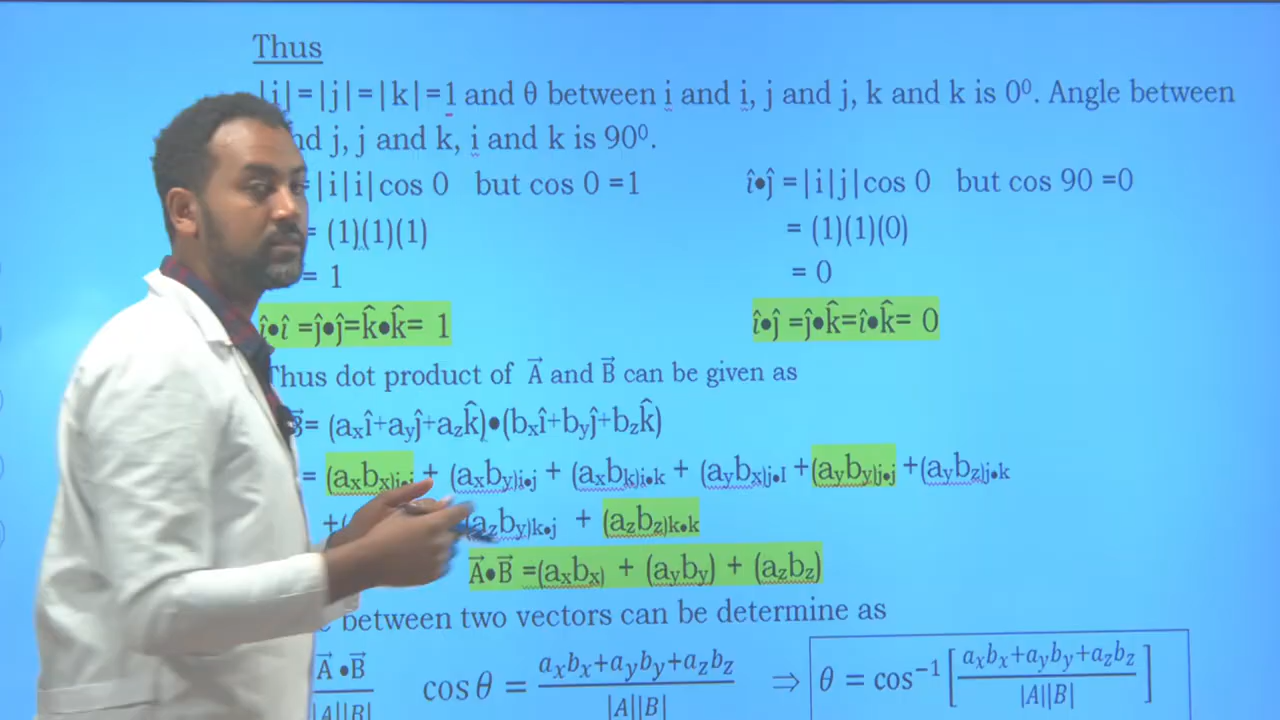 Thus
|i|=|j|=|k|=1 and θ between i and i, j and j, k and k is 0⁰. Angle between
nd j, j and k, i and k is 90⁰.
=|i|i|cos 0 but cos 0 =1
î•ĵ =|i|j|cos 0 but cos 90 =0
= (1)(1)(1)
= (1)(1)(0)
= 1
= 0
î•î =ĵ•ĵ=k̂•k̂= 1
î•ĵ =ĵ•k̂=î•k̂= 0
Thus dot product of A⃗ and B⃗ can be given as
B⃗= (aₓî+a_yĵ+a_zk̂)•(bₓî+b_yĵ+b_zk̂)
= (aₓbₓ)i•i + (aₓb_y)i•j + (aₓb_k)i•k + (a_ybₓ)j•I +(a_yb_y)j•j +(a_yb_z)j•k
+( (a_zb_y)k•j + (a_zb_z)k•k
A⃗•B⃗ =(aₓbₓ) + (a_yb_y) + (a_zb_z)
between two vectors can be determine as
A⃗•B⃗ / |A||B| cosθ = (aₓbₓ+a_yb_y+a_zb_z) / |A||B| ⇒ θ = cos⁻¹[(aₓbₓ+a_yb_y+a_zb_z) / |A||B|]